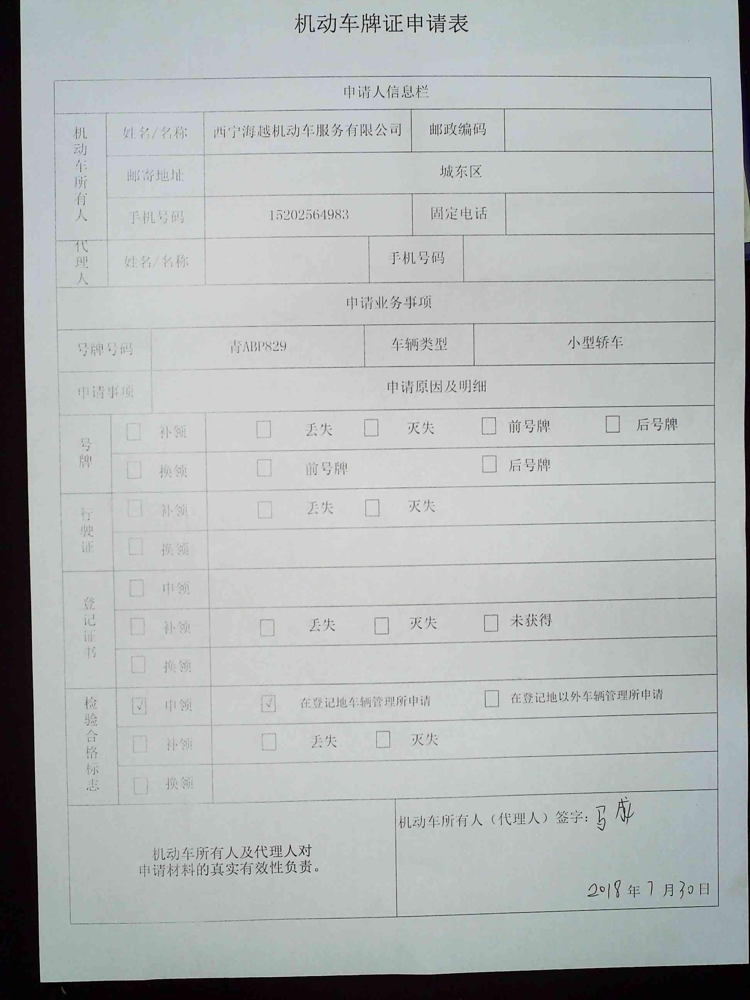 机动车牌证申请表
申请人信息栏
机动车所有人
姓名/名称 西宁海越机动车服务有限公司 邮政编码
邮寄地址 城东区
手机号码 15202564983 固定电话
代理人
姓名/名称 手机号码
申请业务事项
号牌号码 青ABP829 车辆类型 小型轿车
申请事项 申请原因及明细
号牌
□ 补领 □ 丢失 □ 灭失 □ 前号牌 □ 后号牌
□ 换领 □ 前号牌 □ 后号牌
行驶证
□ 补领 □ 丢失 □ 灭失
□ 换领
登记证书
□ 申领
□ 补领 □ 丢失 □ 灭失 □ 未获得
□ 换领
检验合格标志
☑ 申领 ☑ 在登记地车辆管理所申请 □ 在登记地以外车辆管理所申请
□ 补领 □ 丢失 □ 灭失
□ 换领
机动车所有人及代理人对
申请材料的真实有效性负责。
机动车所有人（代理人）签字：马成
2018年7月30日